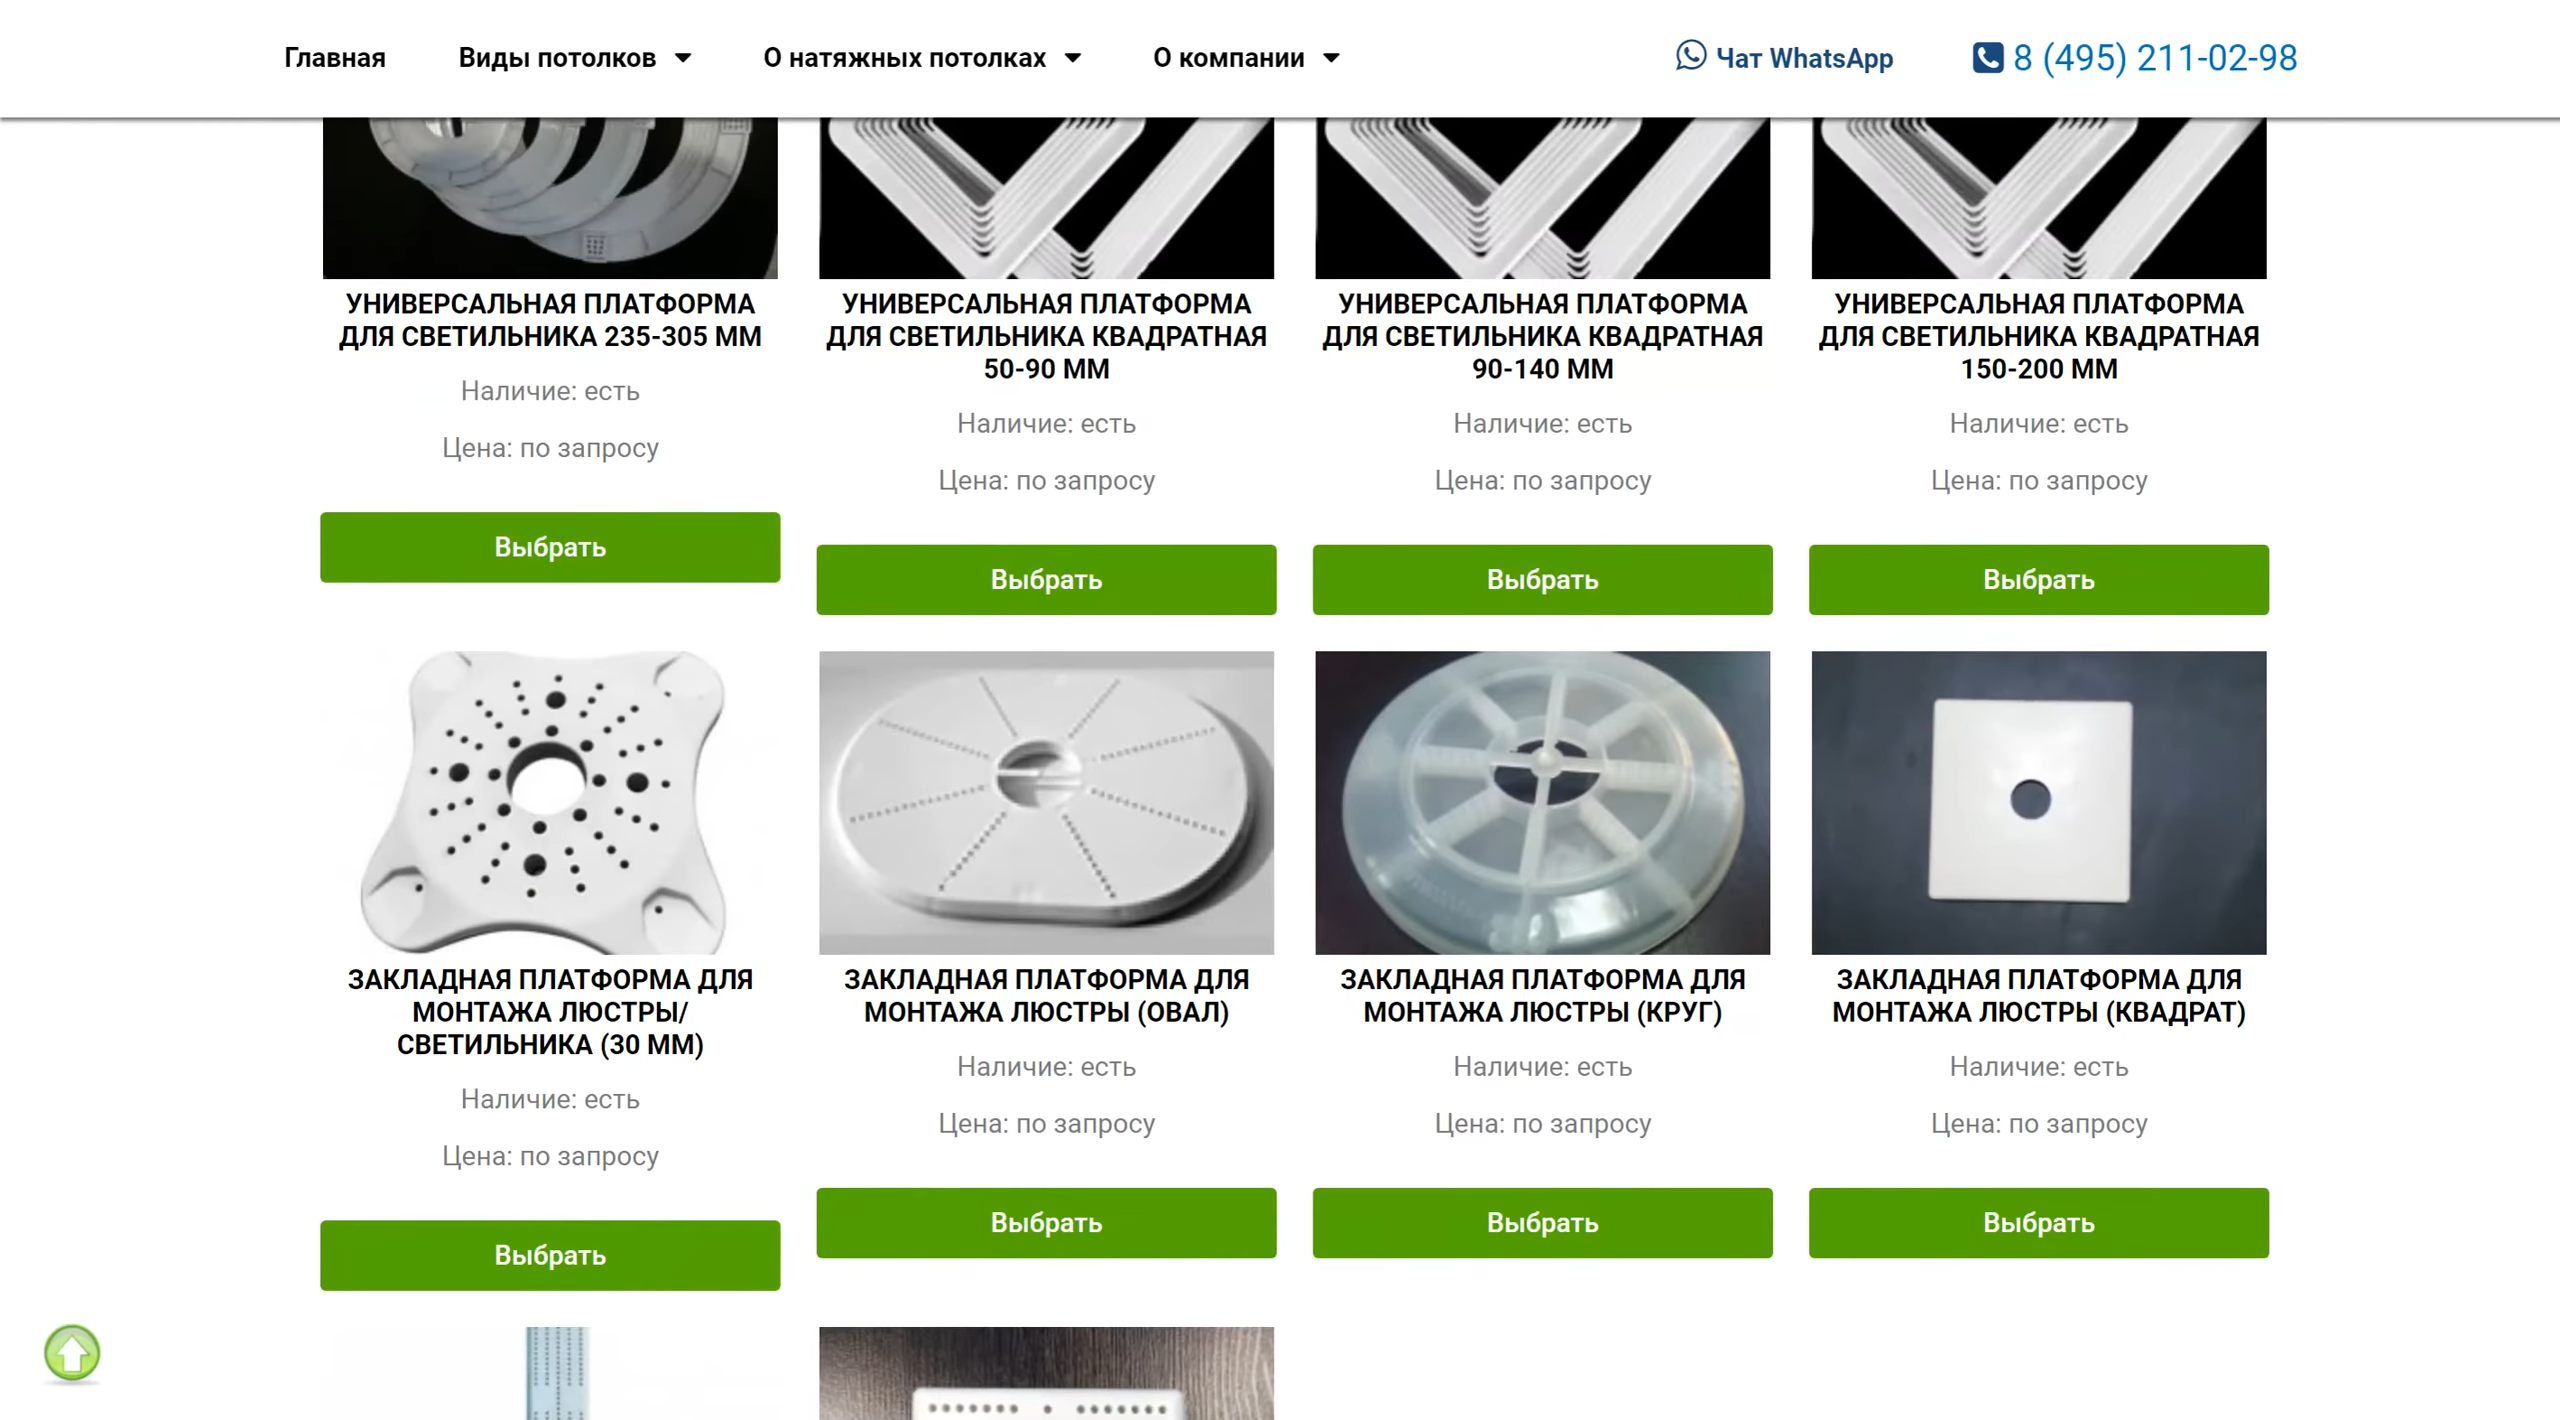 Главная
Виды потолков
О натяжных потолках
О компании
Чат WhatsApp
8 (495) 211-02-98
УНИВЕРСАЛЬНАЯ ПЛАТФОРМА
ДЛЯ СВЕТИЛЬНИКА 235-305 ММ
Наличие: есть
Цена: по запросу
Выбрать
УНИВЕРСАЛЬНАЯ ПЛАТФОРМА
ДЛЯ СВЕТИЛЬНИКА КВАДРАТНАЯ
50-90 ММ
Наличие: есть
Цена: по запросу
Выбрать
УНИВЕРСАЛЬНАЯ ПЛАТФОРМА
ДЛЯ СВЕТИЛЬНИКА КВАДРАТНАЯ
90-140 ММ
Наличие: есть
Цена: по запросу
Выбрать
УНИВЕРСАЛЬНАЯ ПЛАТФОРМА
ДЛЯ СВЕТИЛЬНИКА КВАДРАТНАЯ
150-200 ММ
Наличие: есть
Цена: по запросу
Выбрать
ЗАКЛАДНАЯ ПЛАТФОРМА ДЛЯ
МОНТАЖА ЛЮСТРЫ/
СВЕТИЛЬНИКА (30 ММ)
Наличие: есть
Цена: по запросу
Выбрать
ЗАКЛАДНАЯ ПЛАТФОРМА ДЛЯ
МОНТАЖА ЛЮСТРЫ (ОВАЛ)
Наличие: есть
Цена: по запросу
Выбрать
ЗАКЛАДНАЯ ПЛАТФОРМА ДЛЯ
МОНТАЖА ЛЮСТРЫ (КРУГ)
Наличие: есть
Цена: по запросу
Выбрать
ЗАКЛАДНАЯ ПЛАТФОРМА ДЛЯ
МОНТАЖА ЛЮСТРЫ (КВАДРАТ)
Наличие: есть
Цена: по запросу
Выбрать